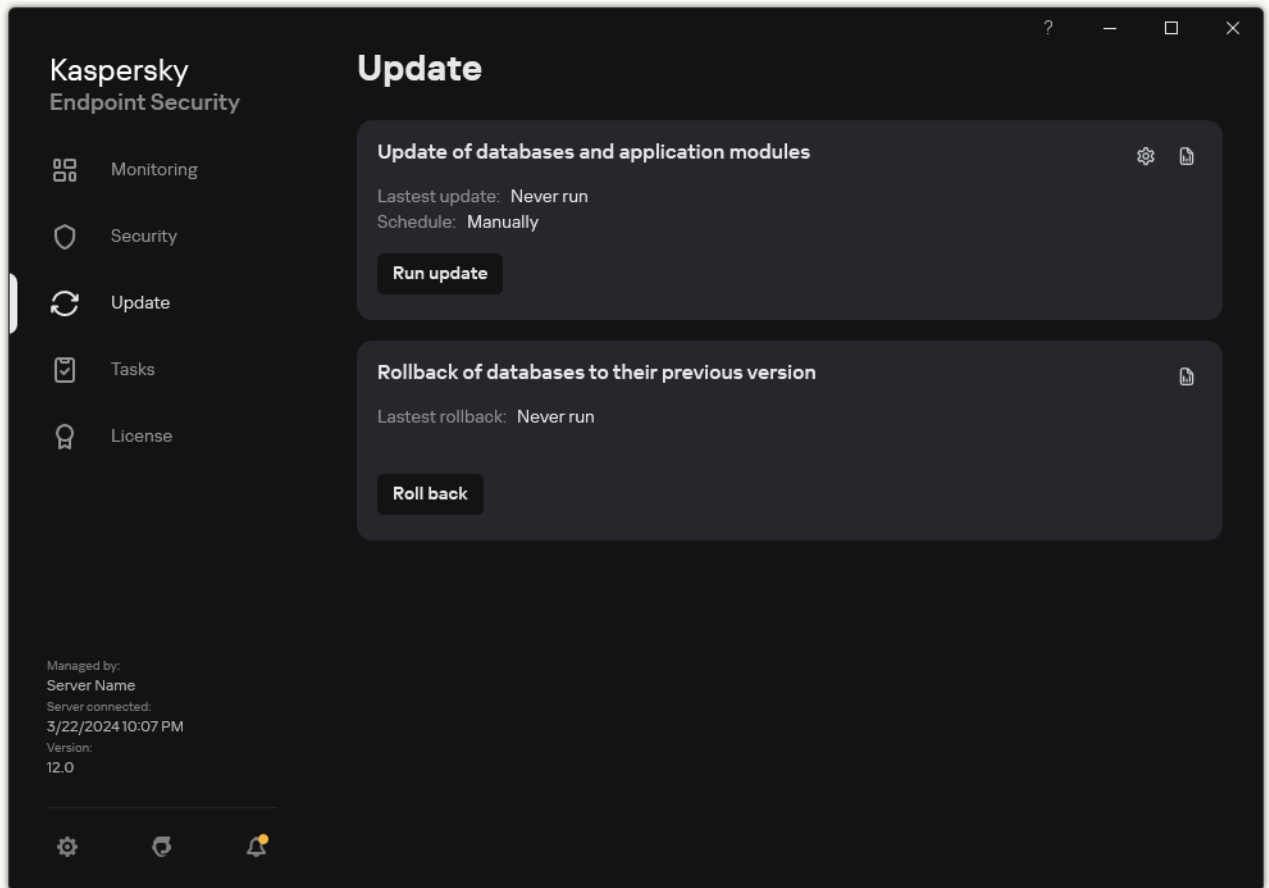 ?
Kaspersky
Endpoint Security
Monitoring
Security
Update
Tasks
License
Managed by:
Server Name
Server connected:
3/22/2024 10:07 PM
Version:
12.0
Update
Update of databases and application modules
Lastest update: Never run
Schedule: Manually
Run update
Rollback of databases to their previous version
Lastest rollback: Never run
Roll back